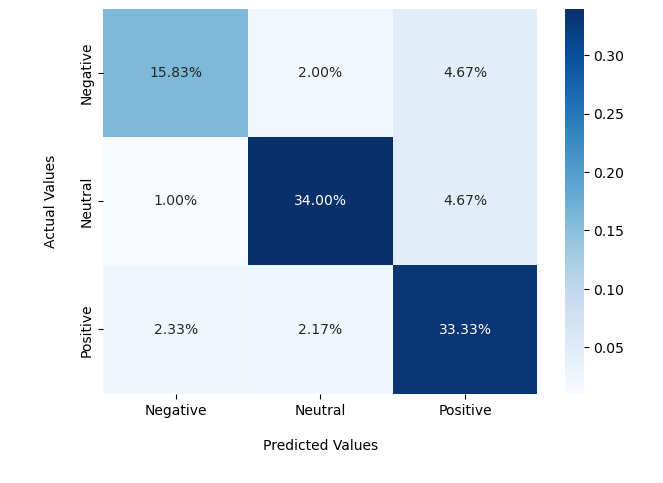 Actual Values
Negative
Neutral
Positive
15.83% 2.00% 4.67%
1.00% 34.00% 4.67%
2.33% 2.17% 33.33%
Negative Neutral Positive
Predicted Values
0.30
0.25
0.20
0.15
0.10
0.05